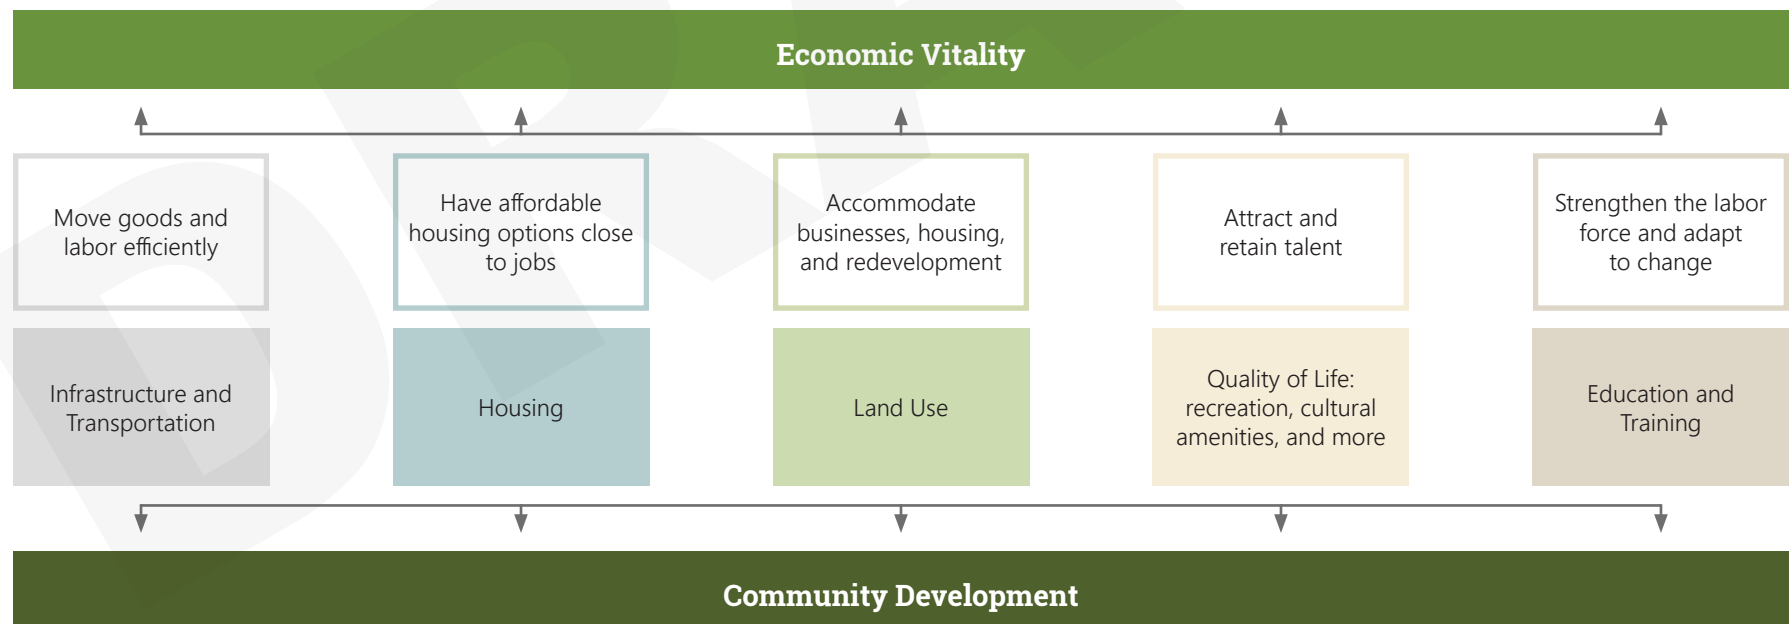 Economic Vitality
Move goods and
labor efficiently
Have affordable
housing options close
to jobs
Accommodate
businesses, housing,
and redevelopment
Attract and
retain talent
Strengthen the labor
force and adapt
to change
Infrastructure and
Transportation
Housing
Land Use
Quality of Life:
recreation, cultural
amenities, and more
Education and
Training
Community Development